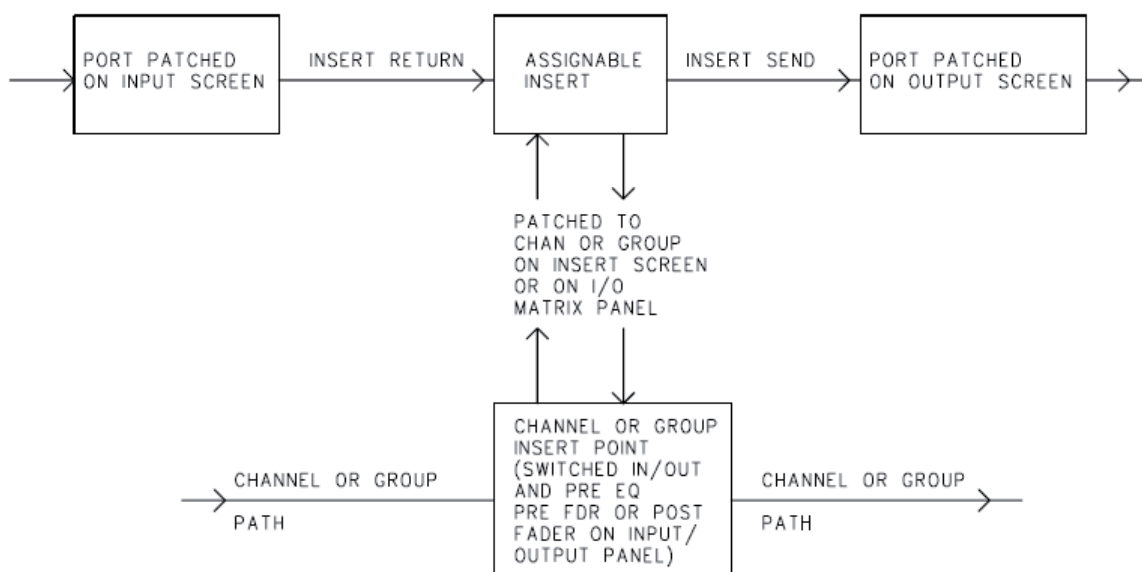 PORT PATCHED
ON INPUT SCREEN
INSERT RETURN
ASSIGNABLE
INSERT
INSERT SEND
PORT PATCHED
ON OUTPUT SCREEN
PATCHED TO
CHAN OR GROUP
ON INSERT SCREEN
OR ON I/O
MATRIX PANEL
CHANNEL OR GROUP
PATH
CHANNEL OR GROUP
INSERT POINT
(SWITCHED IN/OUT
AND PRE EQ
PRE FDR OR POST
FADER ON INPUT/
OUTPUT PANEL)
CHANNEL OR GROUP
PATH